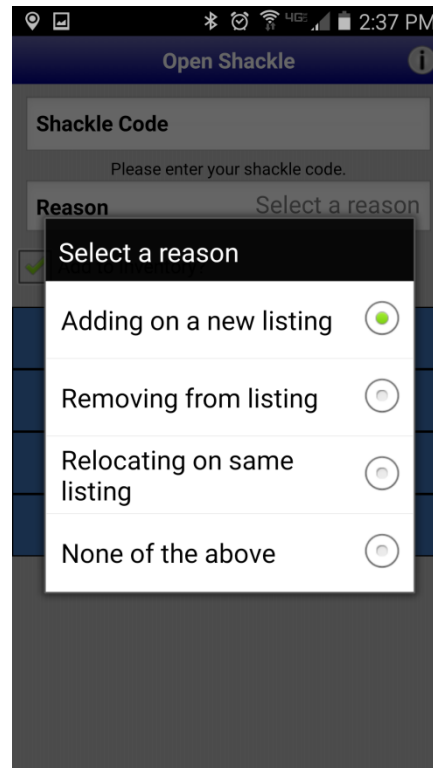 4G 2:37 PM
Open Shackle
i
Shackle Code
Please enter your shackle code.
Reason Select a reason
Select a reason
Adding on a new listing
Removing from listing
Relocating on same
listing
None of the above